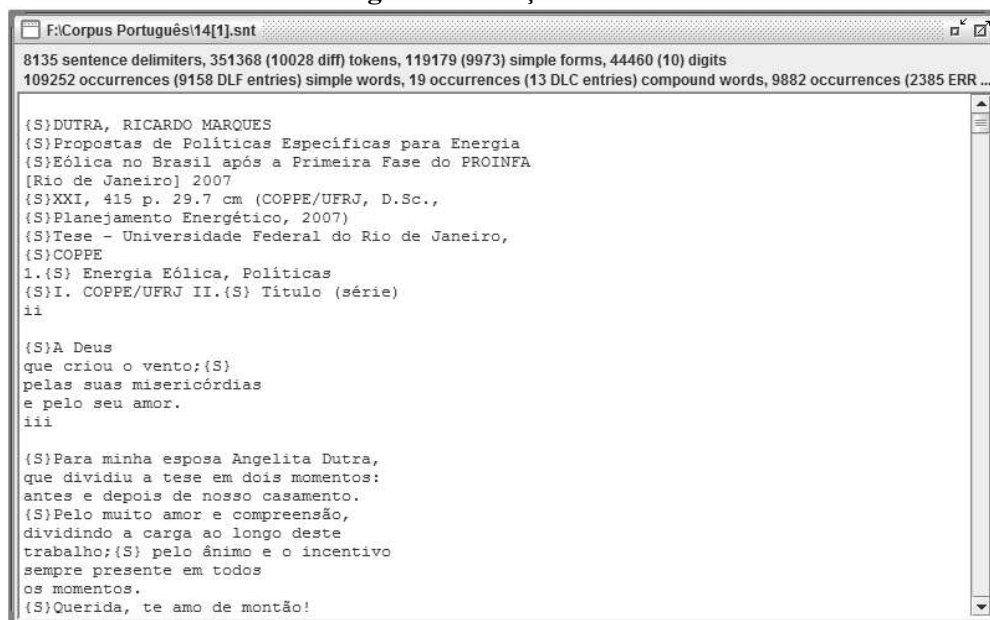 F:\Corpus Português\14[1].snt
8135 sentence delimiters, 351368 (10028 diff) tokens, 119179 (9973) simple forms, 44460 (10) digits
109252 occurrences (9158 DLF entries) simple words, 19 occurrences (13 DLC entries) compound words, 9882 occurrences (2385 ERR ...
{S}DUTRA, RICARDO MARQUES
{S}Propostas de Políticas Específicas para Energia
{S}Eólica no Brasil após a Primeira Fase do PROINFA
[Rio de Janeiro] 2007
{S}XXI, 415 p. 29.7 cm (COPPE/UFRJ, D.Sc.,
{S}Planejamento Energético, 2007)
{S}Tese - Universidade Federal do Rio de Janeiro,
{S}COPPE
1.{S} Energia Eólica, Políticas
{S}I. COPPE/UFRJ II.{S} Título (série)
ii
{S}A Deus
que criou o vento;{S}
pelas suas misericórdias
e pelo seu amor.
iii
{S}Para minha esposa Angelita Dutra,
que dividiu a tese em dois momentos:
antes e depois de nosso casamento.
{S}Pelo muito amor e compreensão,
dividindo a carga ao longo deste
trabalho;{S} pelo ânimo e o incentivo
sempre presente em todos
os momentos.
{S}Querida, te amo de montão!